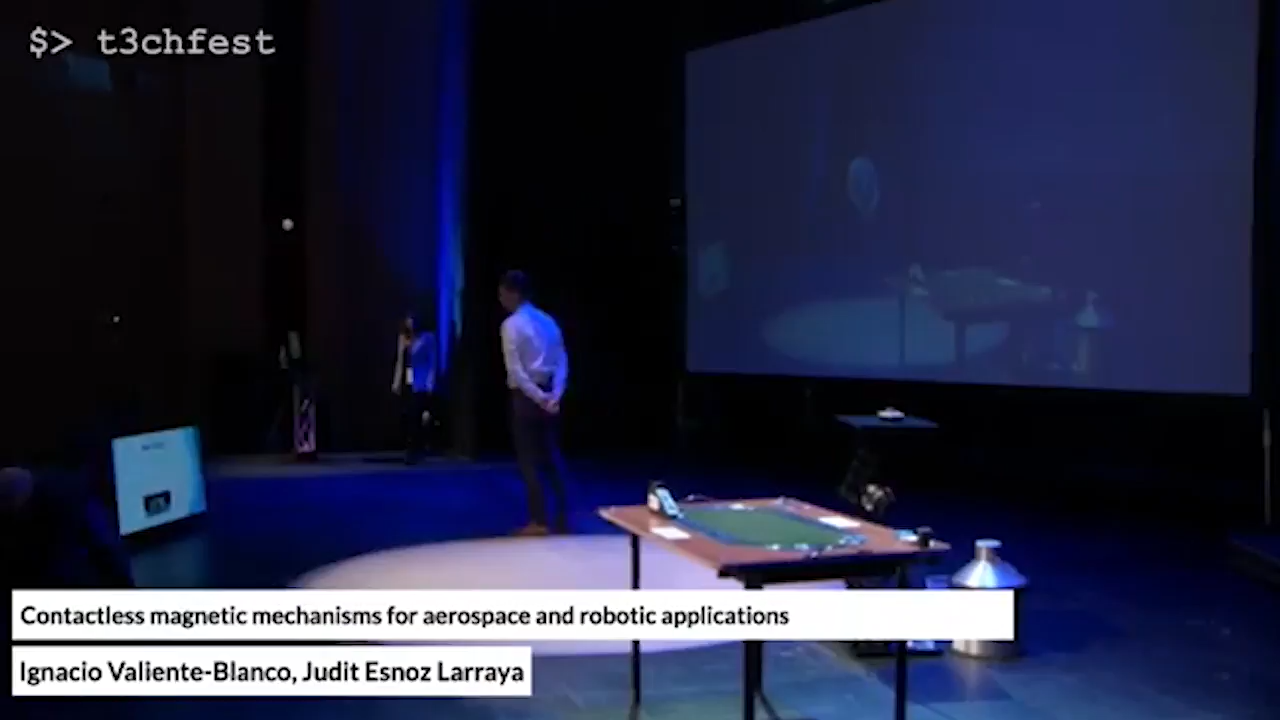 $> t3chfest
Contactless magnetic mechanisms for aerospace and robotic applications
Ignacio Valiente-Blanco, Judit Esnoz Larraya